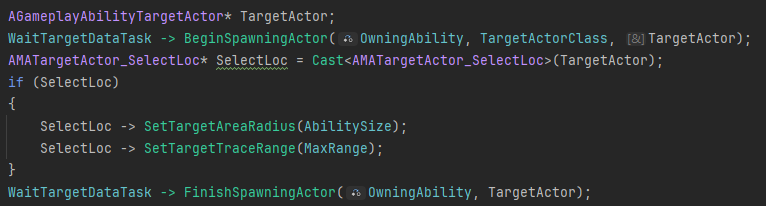 AGameplayAbilityTargetActor* TargetActor;
WaitTargetDataTask -> BeginSpawningActor(OwningAbility, TargetActorClass, [&]TargetActor);
AMATargetActor_SelectLoc* SelectLoc = Cast<AMATargetActor_SelectLoc>(TargetActor);
if (SelectLoc)
{
    SelectLoc -> SetTargetAreaRadius(AbilitySize);
    SelectLoc -> SetTargetTraceRange(MaxRange);
}
WaitTargetDataTask -> FinishSpawningActor(OwningAbility, TargetActor);